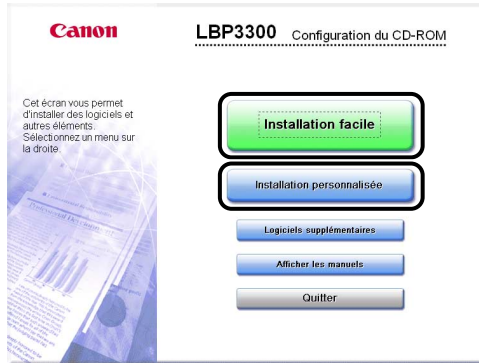 Canon
LBP3300 Configuration du CD-ROM
Cet écran vous permet
d'installer des logiciels et
autres éléments.
Sélectionnez un menu sur
la droite.
Installation facile
Installation personnalisée
Logiciels supplémentaires
Afficher les manuels
Quitter